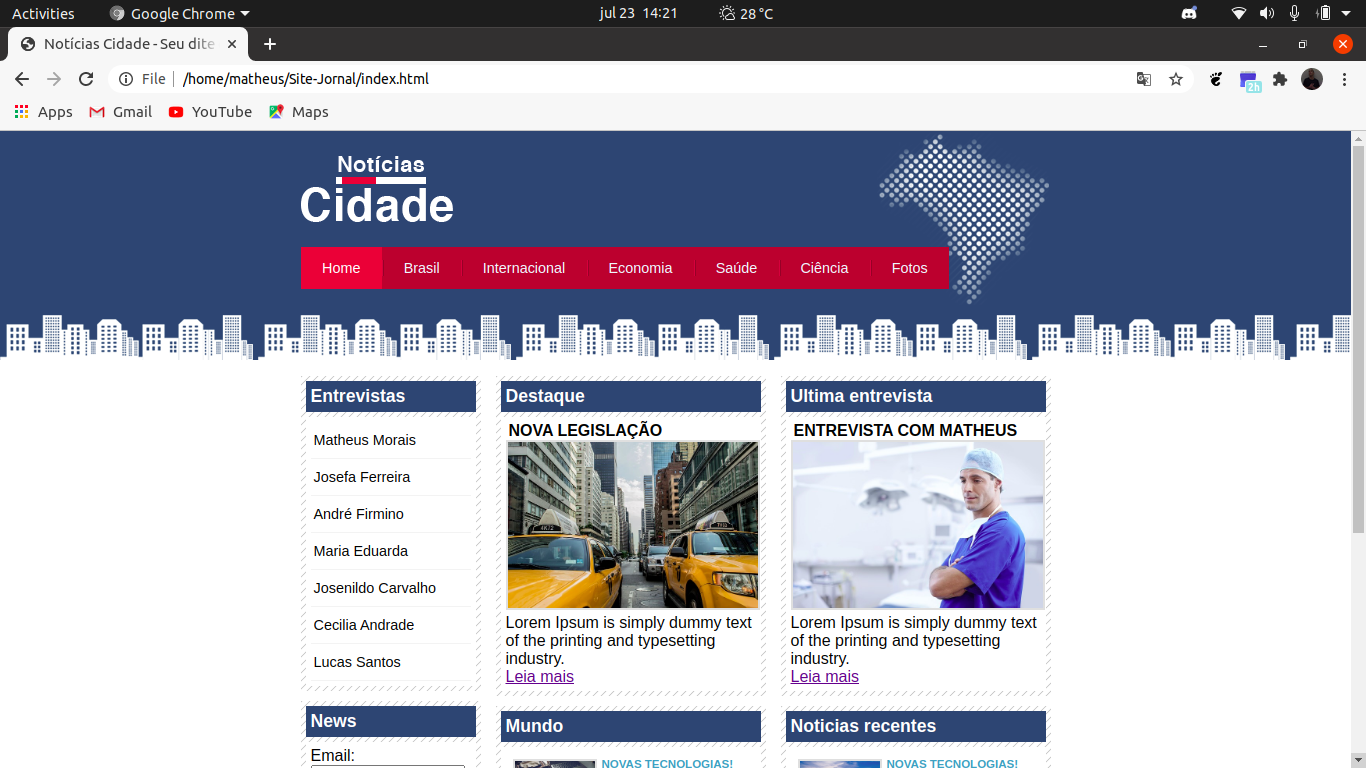 Activities
Google Chrome
jul 23 14:21
28 °C
Notícias Cidade - Seu dite
File
/home/matheus/Site-Jornal/index.html
2h
Apps
Gmail
YouTube
Maps
Notícias
Cidade
Home
Brasil
Internacional
Economia
Saúde
Ciência
Fotos
Entrevistas
Matheus Morais
Josefa Ferreira
André Firmino
Maria Eduarda
Josenildo Carvalho
Cecilia Andrade
Lucas Santos
News
Email:
Destaque
NOVA LEGISLAÇÃO
Lorem Ipsum is simply dummy text
of the printing and typesetting
industry.
Leia mais
Mundo
NOVAS TECNOLOGIAS!
Ultima entrevista
ENTREVISTA COM MATHEUS
Lorem Ipsum is simply dummy text
of the printing and typesetting
industry.
Leia mais
Noticias recentes
NOVAS TECNOLOGIAS!